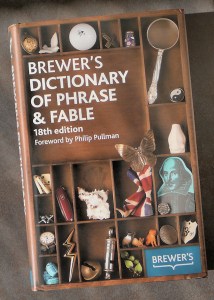 BREWER'S
DICTIONARY
OF PHRASE
& FABLE
18th edition
Foreword by Philip Pullman
BREWER'S